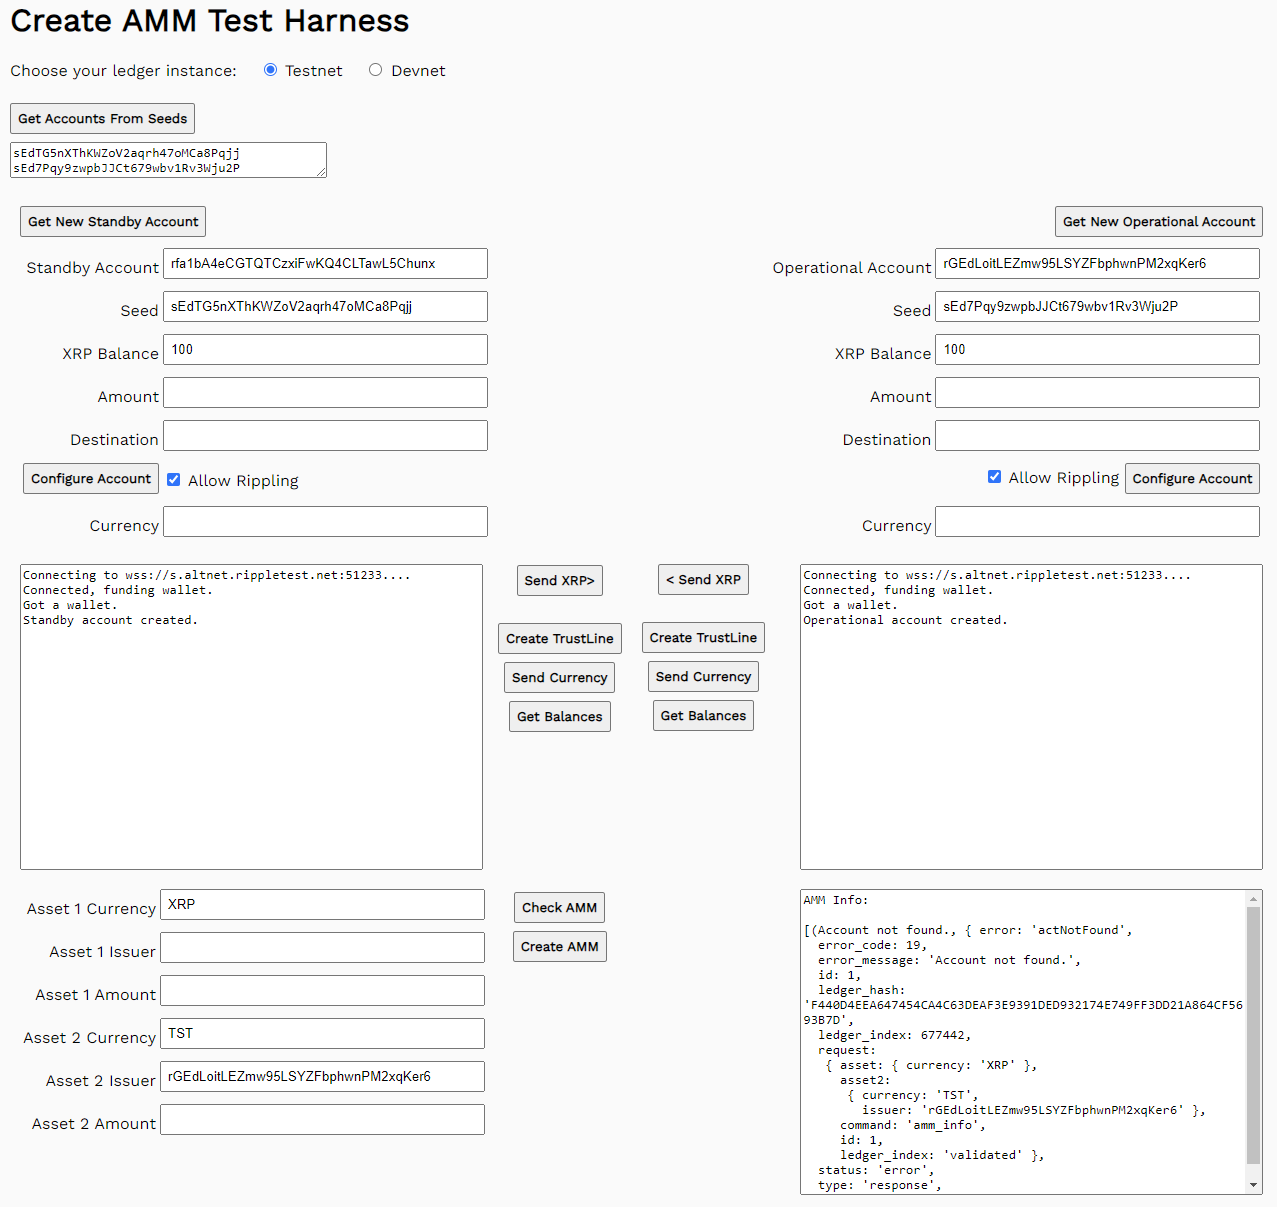 Create AMM Test Harness
Choose your ledger instance: Testnet Devnet
Get Accounts From Seeds
sEdTG5nXThKWZoV2aqrh47oMCa8Pqjj
sEd7Pqy9zwpbJJCt679wbv1Rv3Wju2P
Get New Standby Account
Standby Account rfa1bA4eCGTQTCzxiFwKQ4CLTawL5Chunx
Seed sEdTG5nXThKWZoV2aqrh47oMCa8Pqjj
XRP Balance 100
Amount
Destination
Configure Account Allow Rippling
Currency
Get New Operational Account
Operational Account rGEdLoitLEZmw95LSYZFbphwnPM2xqKer6
Seed sEd7Pqy9zwpbJJCt679wbv1Rv3Wju2P
XRP Balance 100
Amount
Destination
Allow Rippling Configure Account
Currency
Connecting to wss://s.altnet.rippletest.net:51233....
Connected, funding wallet.
Got a wallet.
Standby account created.
Send XRP>
Create TrustLine
Send Currency
Get Balances
< Send XRP
Create TrustLine
Send Currency
Get Balances
Connecting to wss://s.altnet.rippletest.net:51233....
Connected, funding wallet.
Got a wallet.
Operational account created.
Asset 1 Currency XRP
Asset 1 Issuer
Asset 1 Amount
Asset 2 Currency TST
Asset 2 Issuer rGEdLoitLEZmw95LSYZFbphwnPM2xqKer6
Asset 2 Amount
Check AMM
Create AMM
AMM Info:
[(Account not found., { error: 'actNotFound',
error_code: 19,
error_message: 'Account not found.',
id: 1,
ledger_hash:
'F440D4EEA647454CA4C63DEAF3E9391DED932174E749FF3DD21A864CF56
93B7D',
ledger_index: 677442,
request:
{ asset: { currency: 'XRP' },
asset2:
{ currency: 'TST',
issuer: 'rGEdLoitLEZmw95LSYZFbphwnPM2xqKer6' },
command: 'amm_info',
id: 1,
ledger_index: 'validated' },
status: 'error',
type: 'response',